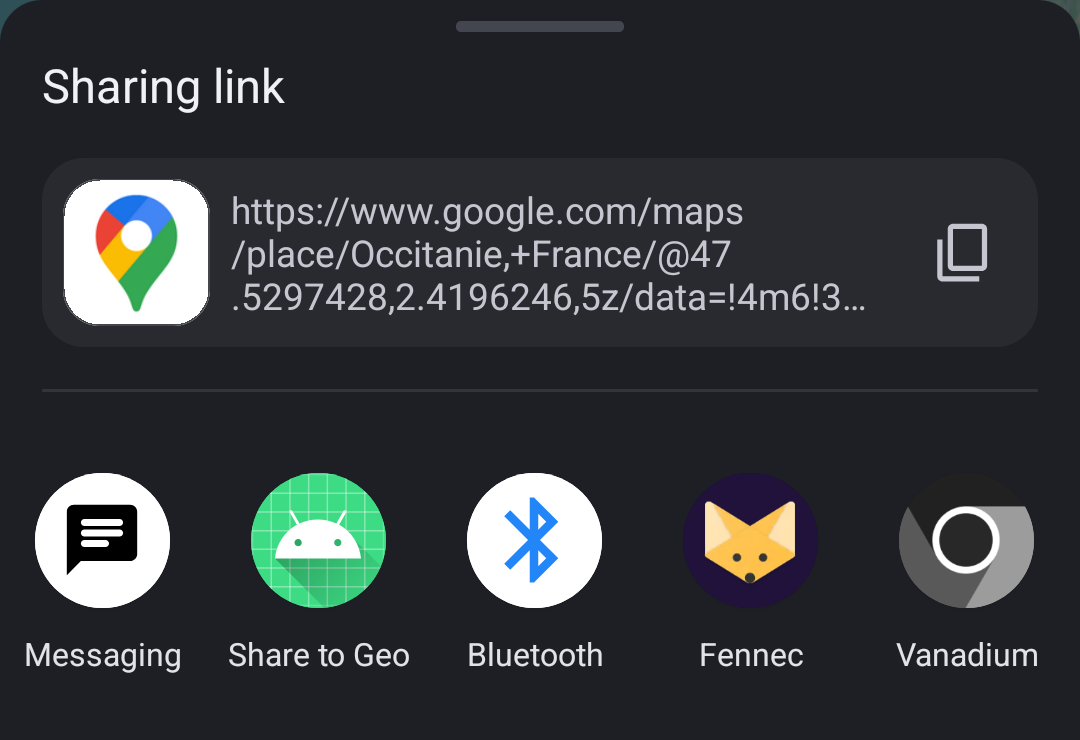 Sharing link
https://www.google.com/maps
/place/Occitanie,+France/@47
.5297428,2.4196246,5z/data=!4m6!3…
Messaging
Share to Geo
Bluetooth
Fennec
Vanadium